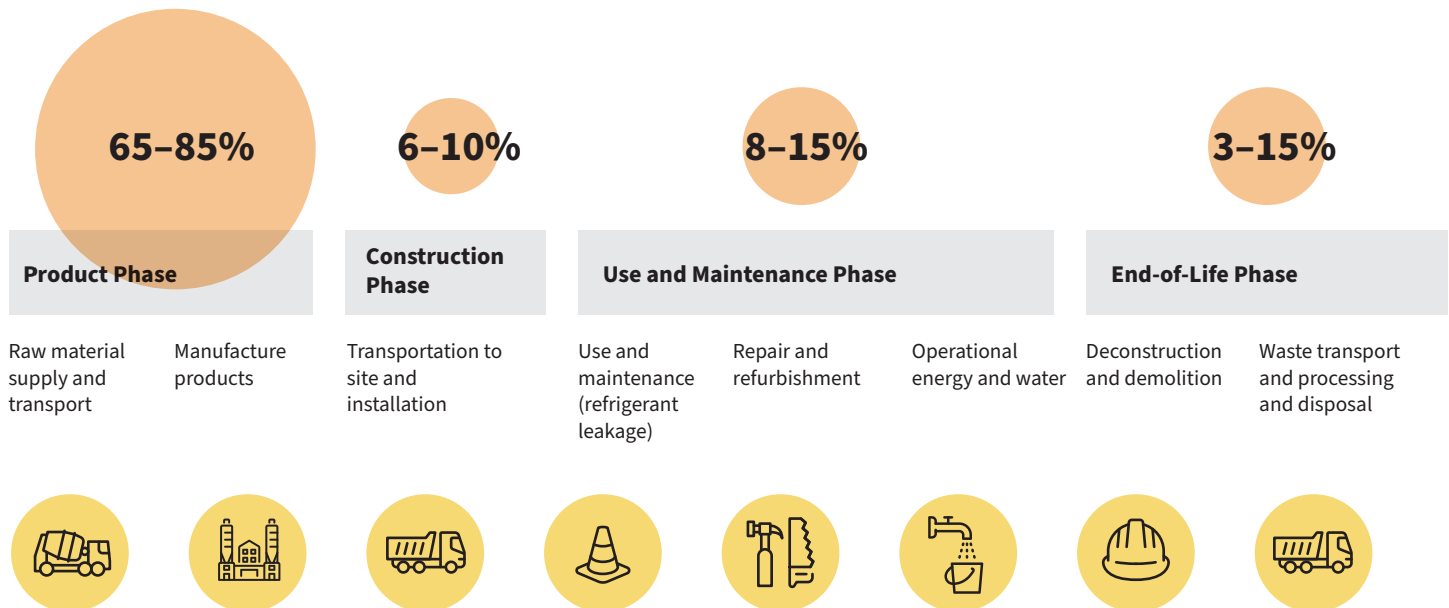 65–85%
6–10%
8–15%
3–15%
Product Phase
Construction
Phase
Use and Maintenance Phase
End-of-Life Phase
Raw material
supply and
transport
Manufacture
products
Transportation to
site and
installation
Use and
maintenance
(refrigerant
leakage)
Repair and
refurbishment
Operational
energy and water
Deconstruction
and demolition
Waste transport
and processing
and disposal